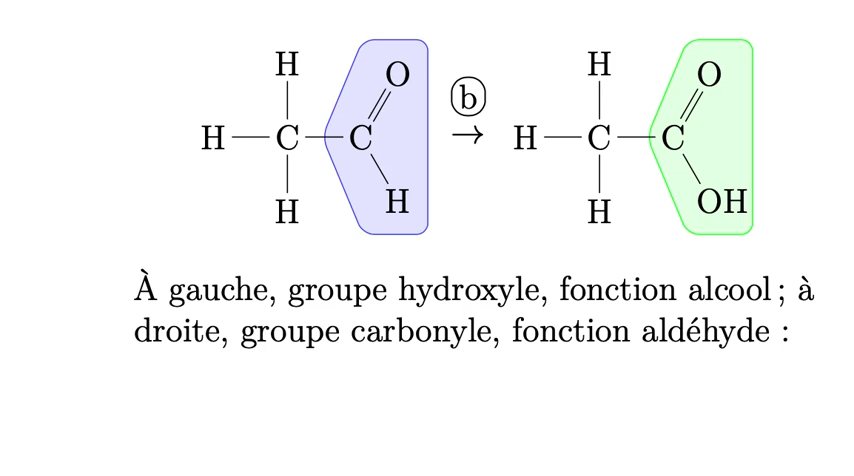 H H
O O
b
H C C → H C C
H OH
H H
À gauche, groupe hydroxyle, fonction alcool ; à
droite, groupe carbonyle, fonction aldéhyde :